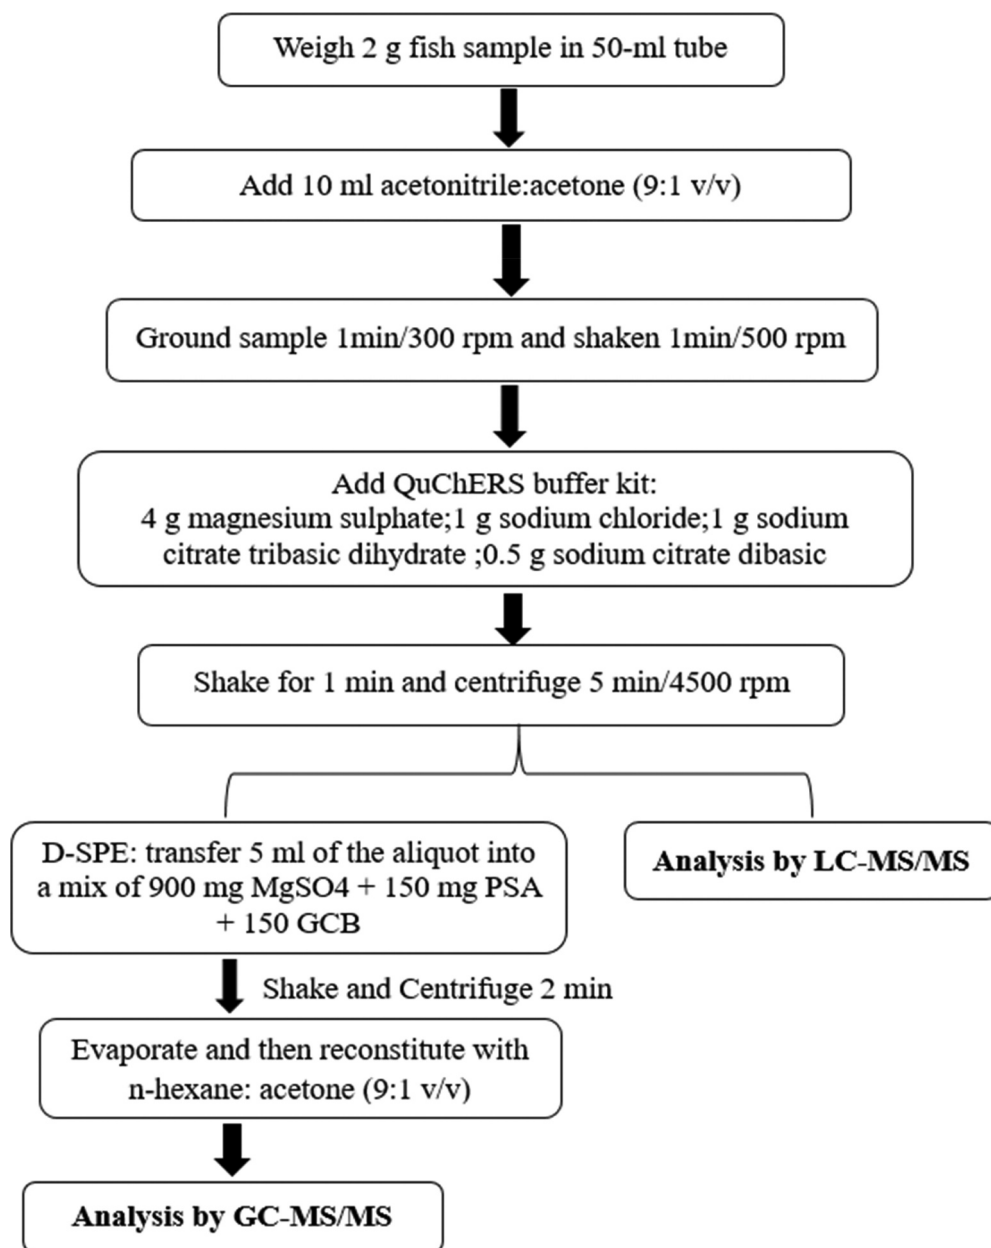 Weigh 2 g fish sample in 50-ml tube
Add 10 ml acetonitrile:acetone (9:1 v/v)
Ground sample 1min/300 rpm and shaken 1min/500 rpm
Add QuChERS buffer kit:
4 g magnesium sulphate;1 g sodium chloride;1 g sodium
citrate tribasic dihydrate ;0.5 g sodium citrate dibasic
Shake for 1 min and centrifuge 5 min/4500 rpm
D-SPE: transfer 5 ml of the aliquot into
a mix of 900 mg MgSO4 + 150 mg PSA
+ 150 GCB
Analysis by LC-MS/MS
Shake and Centrifuge 2 min
Evaporate and then reconstitute with
n-hexane: acetone (9:1 v/v)
Analysis by GC-MS/MS